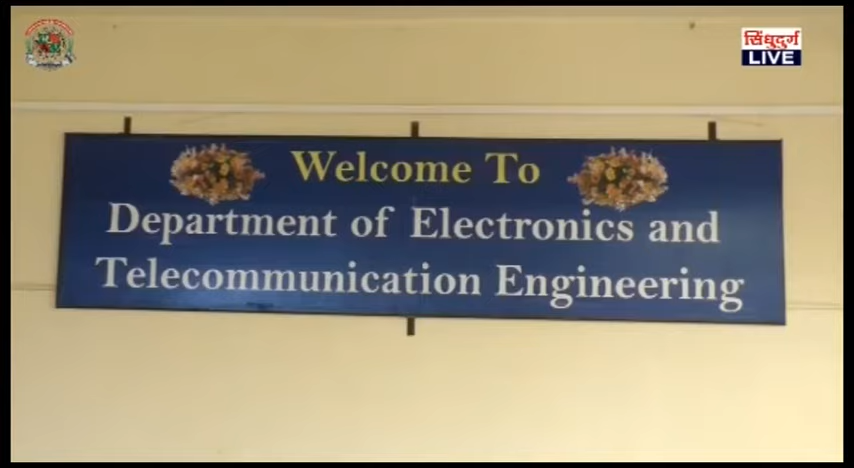 सिंधुदुर्ग
LIVE
Welcome To
Department of Electronics and
Telecommunication Engineering